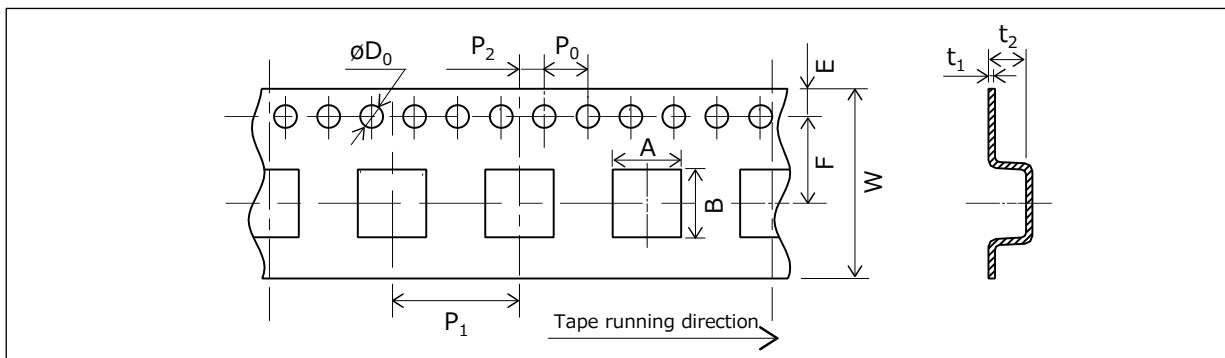 P2
P0
E
t2
øD0
t1
A
F
W
B
P1
Tape running direction